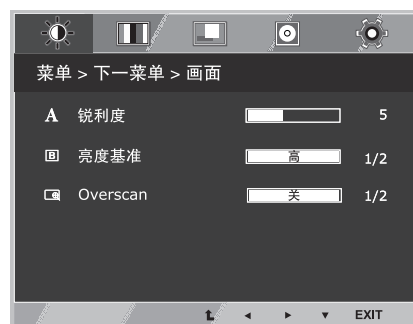 菜单 > 下一菜单 > 画面
A 锐利度 5
B 亮度基准 高 1/2
Overscan 关 1/2
EXIT